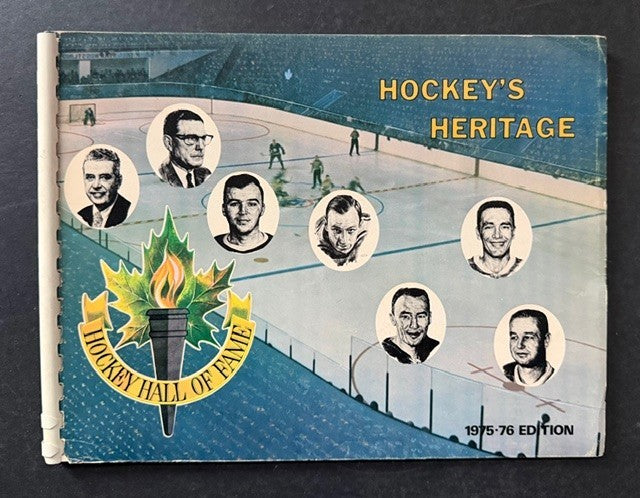 HOCKEY'S
HERITAGE
HOCKEY HALL OF FAME
1975-76 EDITION